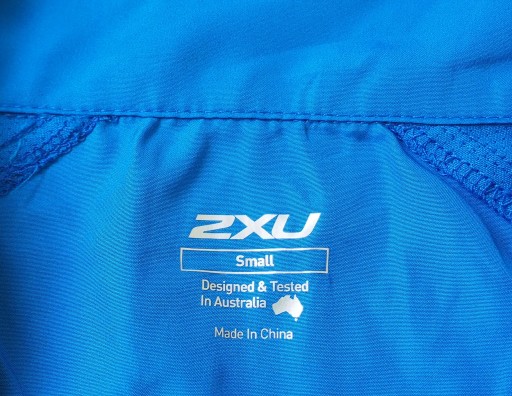 2XU
Small
Designed & Tested
In Australia
Made In China